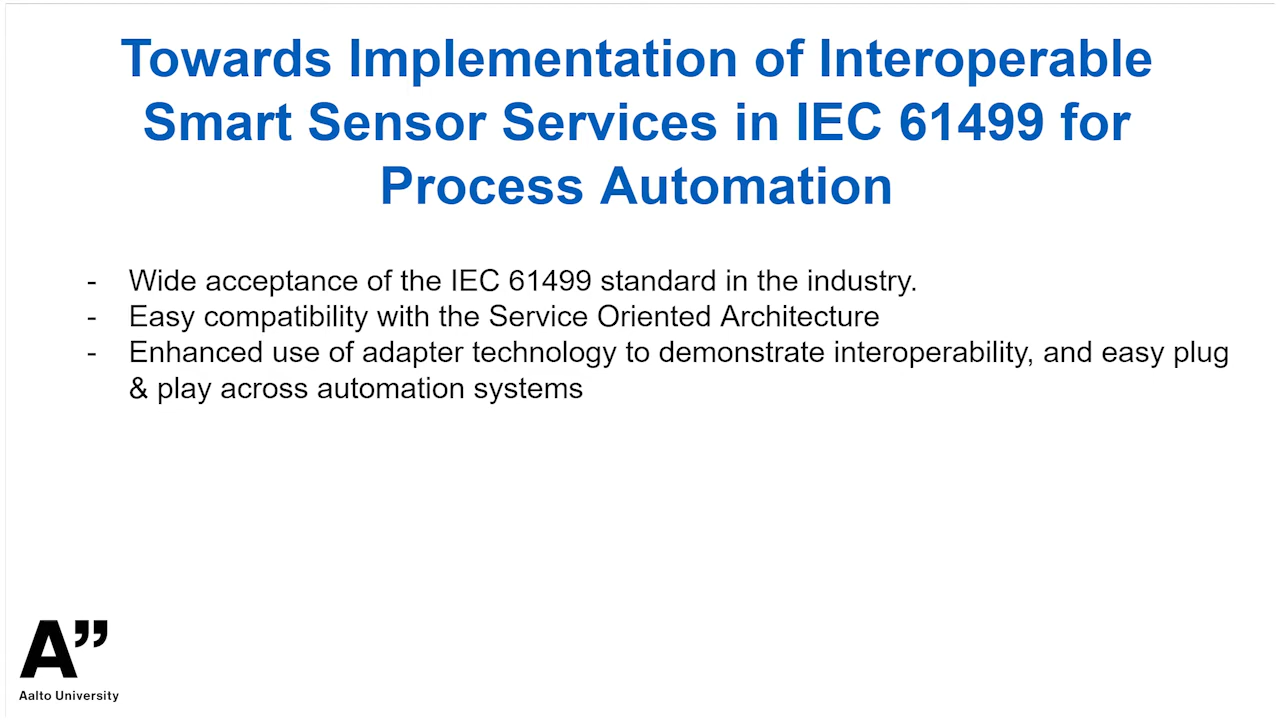 Towards Implementation of Interoperable
Smart Sensor Services in IEC 61499 for
Process Automation
- Wide acceptance of the IEC 61499 standard in the industry.
- Easy compatibility with the Service Oriented Architecture
- Enhanced use of adapter technology to demonstrate interoperability, and easy plug
& play across automation systems
A”
Aalto University